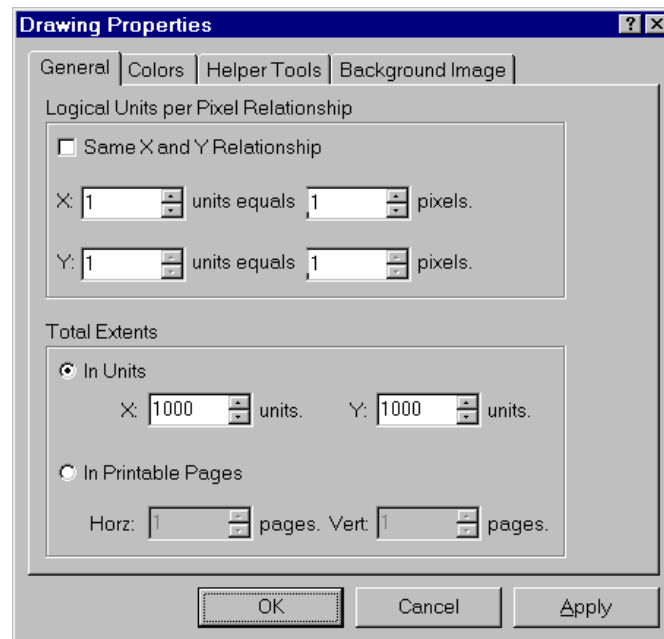 Drawing Properties
General Colors Helper Tools Background Image
Logical Units per Pixel Relationship
Same X and Y Relationship
X: 1 units equals 1 pixels.
Y: 1 units equals 1 pixels.
Total Extents
In Units
X: 1000 units. Y: 1000 units.
In Printable Pages
Horz: 1 pages. Vert: 1 pages.
OK Cancel Apply